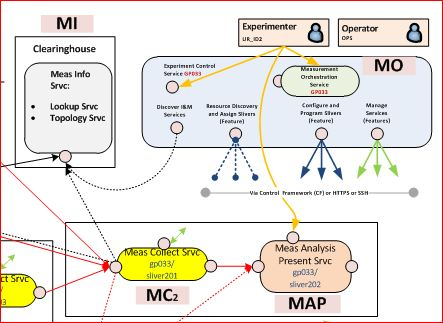 MI
Clearinghouse
Meas Info
Srvc:
• Lookup Srvc
• Topology Srvc
Experimenter
UR_ID2
Operator
OPS
MO
Experiment Control
Service GP033
Measurement
Orchestration
Service
GP033
Discover I&M
Services
Resource Discovery
and Assign Slivers
(Feature)
Configure and
Program Slivers
(Feature)
Manage
Services
(Features)
Via Control Framework (CF) or HTTPS or SSH
ct Srvc
3
Meas Collect Srvc
gp033/
sliver201
MC2
Meas Analysis
Present Srvc
gp033/
sliver202
MAP